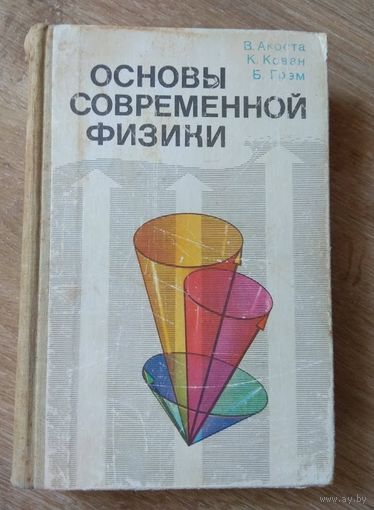 В. Акоста
К. Кован
Б. Грэм
ОСНОВЫ
СОВРЕМЕННОЙ
ФИЗИКИ
www.ay.by